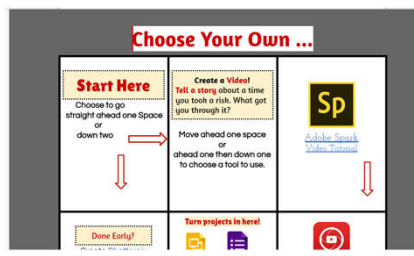 Choose Your Own ...
Start Here
Choose to go
straight ahead one Space
or
down two
Create a Video!
Tell a story about a time
you took a risk. What got
you through it?
Move ahead one space
or
ahead one then down one
to choose a tool to use.
Sp
Adobe Spark
Video Tutorial
Done Early?
Turn projects in here!